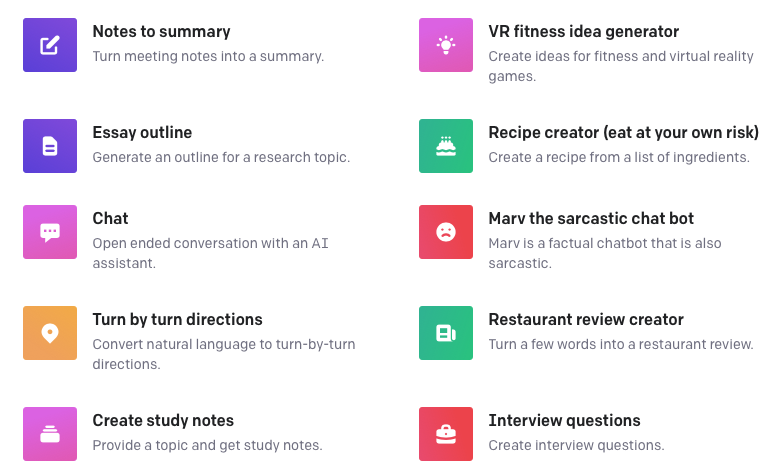 Notes to summary
Turn meeting notes into a summary.
VR fitness idea generator
Create ideas for fitness and virtual reality
games.
Essay outline
Generate an outline for a research topic.
Recipe creator (eat at your own risk)
Create a recipe from a list of ingredients.
Chat
Open ended conversation with an AI
assistant.
Marv the sarcastic chat bot
Marv is a factual chatbot that is also
sarcastic.
Turn by turn directions
Convert natural language to turn-by-turn
directions.
Restaurant review creator
Turn a few words into a restaurant review.
Create study notes
Provide a topic and get study notes.
Interview questions
Create interview questions.